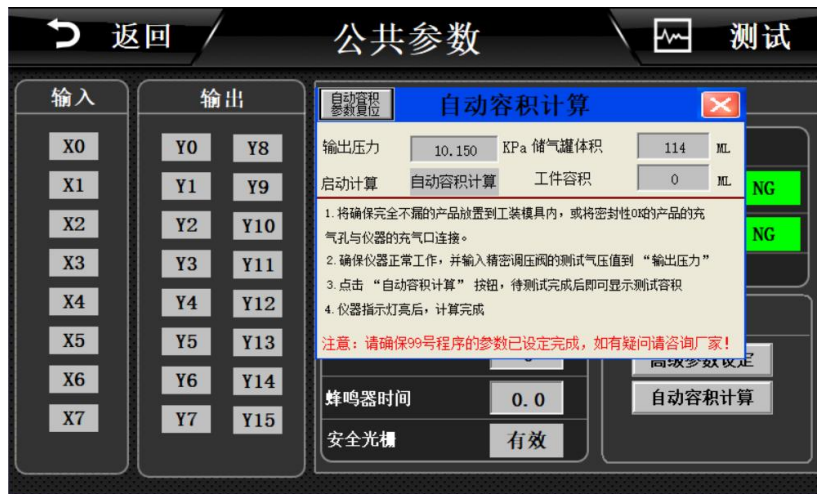 返回
公共参数
测试
输入
X0
X1
X2
X3
X4
X5
X6
X7
输出
Y0 Y8
Y1 Y9
Y2 Y10
Y3 Y11
Y4 Y12
Y5 Y13
Y6 Y14
Y7 Y15
自动容积
参数复位
自动容积计算
输出压力 10.150 KPa 储气罐体积 114 ML
启动计算 自动容积计算 工件容积 0 ML
1.将确保完全不漏的产品放置到工装模具内，或将密封性OK的产品的充
气孔与仪器的充气口连接。
2.确保仪器正常工作，并输入精密调压阀的测试气压值到 “输出压力”
3.点击 “自动容积计算” 按钮，待测试完成后即可显示测试容积
4.仪器指示灯亮后，计算完成
注意：请确保99号程序的参数已设定完成，如有疑问请咨询厂家!
NG
NG
高级参数设定
蜂鸣器时间 0.0
自动容积计算
安全光栅 有效